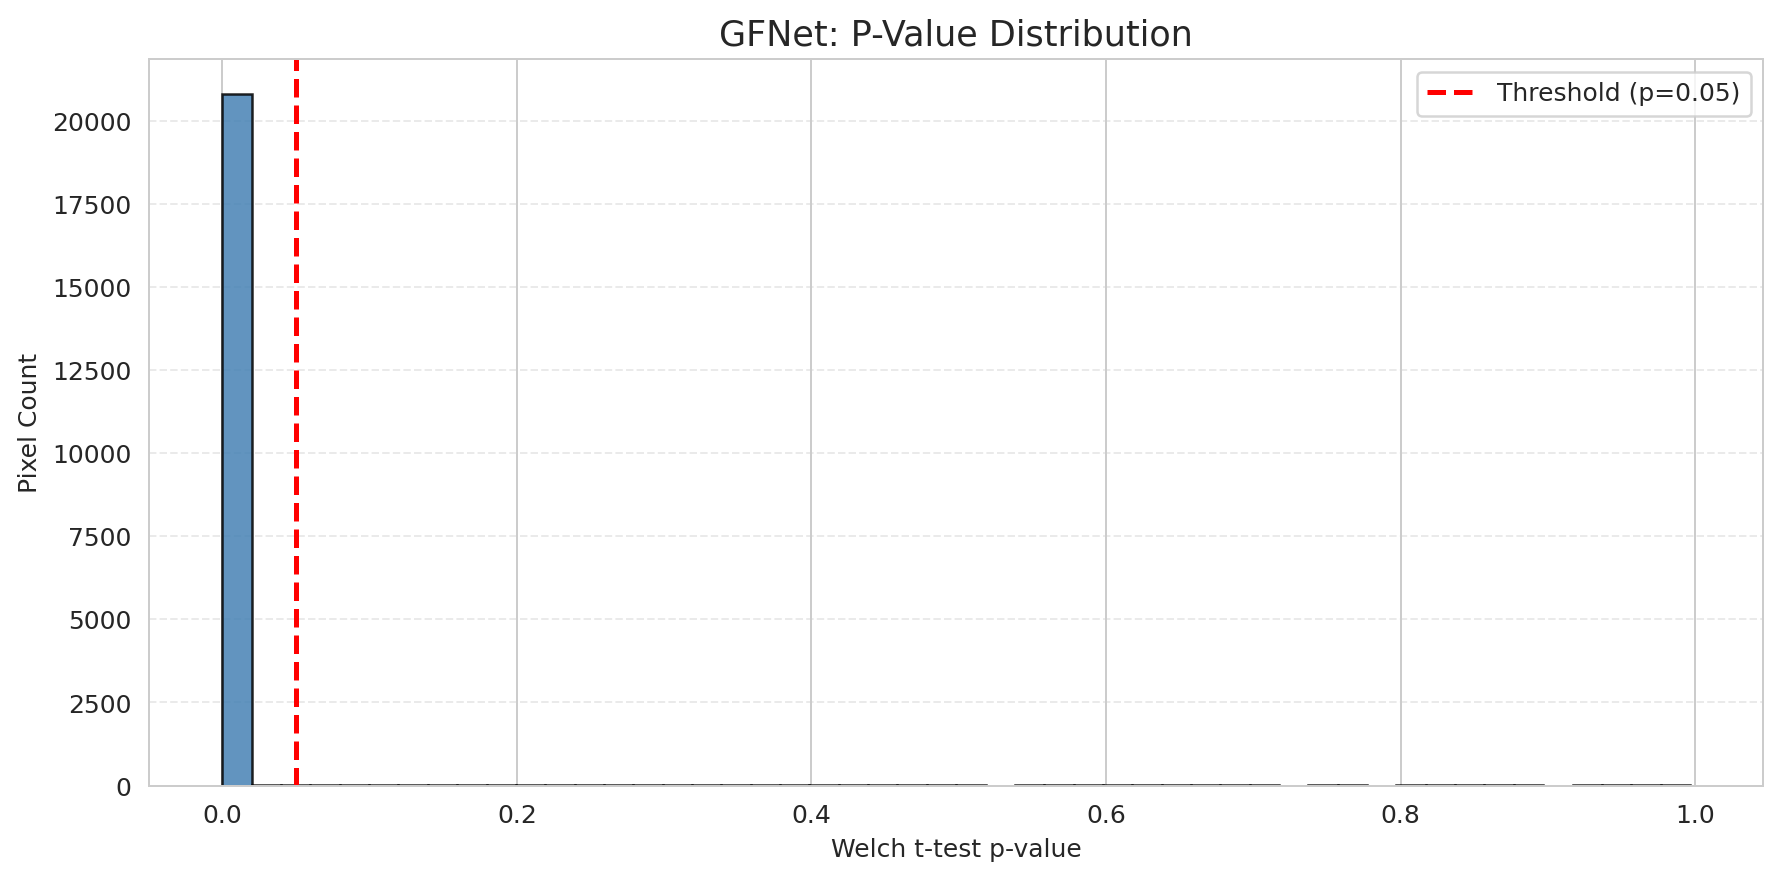 GFNet: P-Value Distribution
Threshold (p=0.05)
20000
17500
15000
12500
10000
7500
5000
2500
0
Pixel Count
0.0 0.2 0.4 0.6 0.8 1.0
Welch t-test p-value